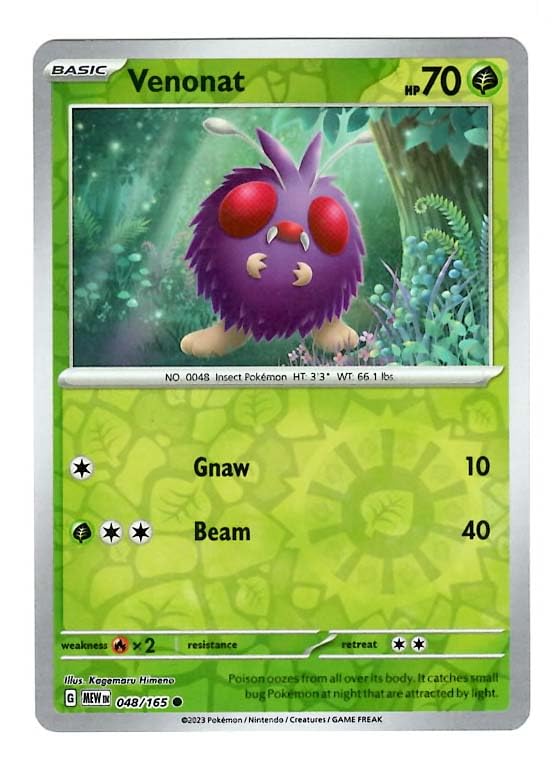 BASIC
Venonat
HP 70
NO 0048 Insect Pokémon HT: 3'3" WT: 66.1 lbs.
Gnaw 10
Beam 40
weakness ×2 resistance retreat
Illus. Kagemaru Himeno
G MEW EN 048/165
Poison oozes from all over its body. It catches small
bug Pokémon at night that are attracted by light.
©2023 Pokémon / Nintendo / Creatures / GAME FREAK